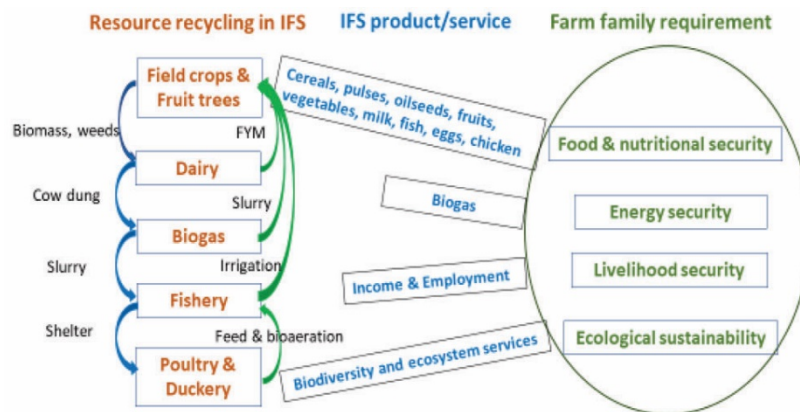 Resource recycling in IFS
IFS product/service
Farm family requirement
Field crops &
Fruit trees
Biomass, weeds
FYM
Dairy
Cow dung
Slurry
Biogas
Slurry
Irrigation
Fishery
Shelter
Feed & bioaeration
Poultry &
Duckery
Cereals, pulses, oilseeds, fruits,
vegetables, milk, fish, eggs, chicken
Biogas
Income & Employment
Biodiversity and ecosystem services
Food & nutritional security
Energy security
Livelihood security
Ecological sustainability